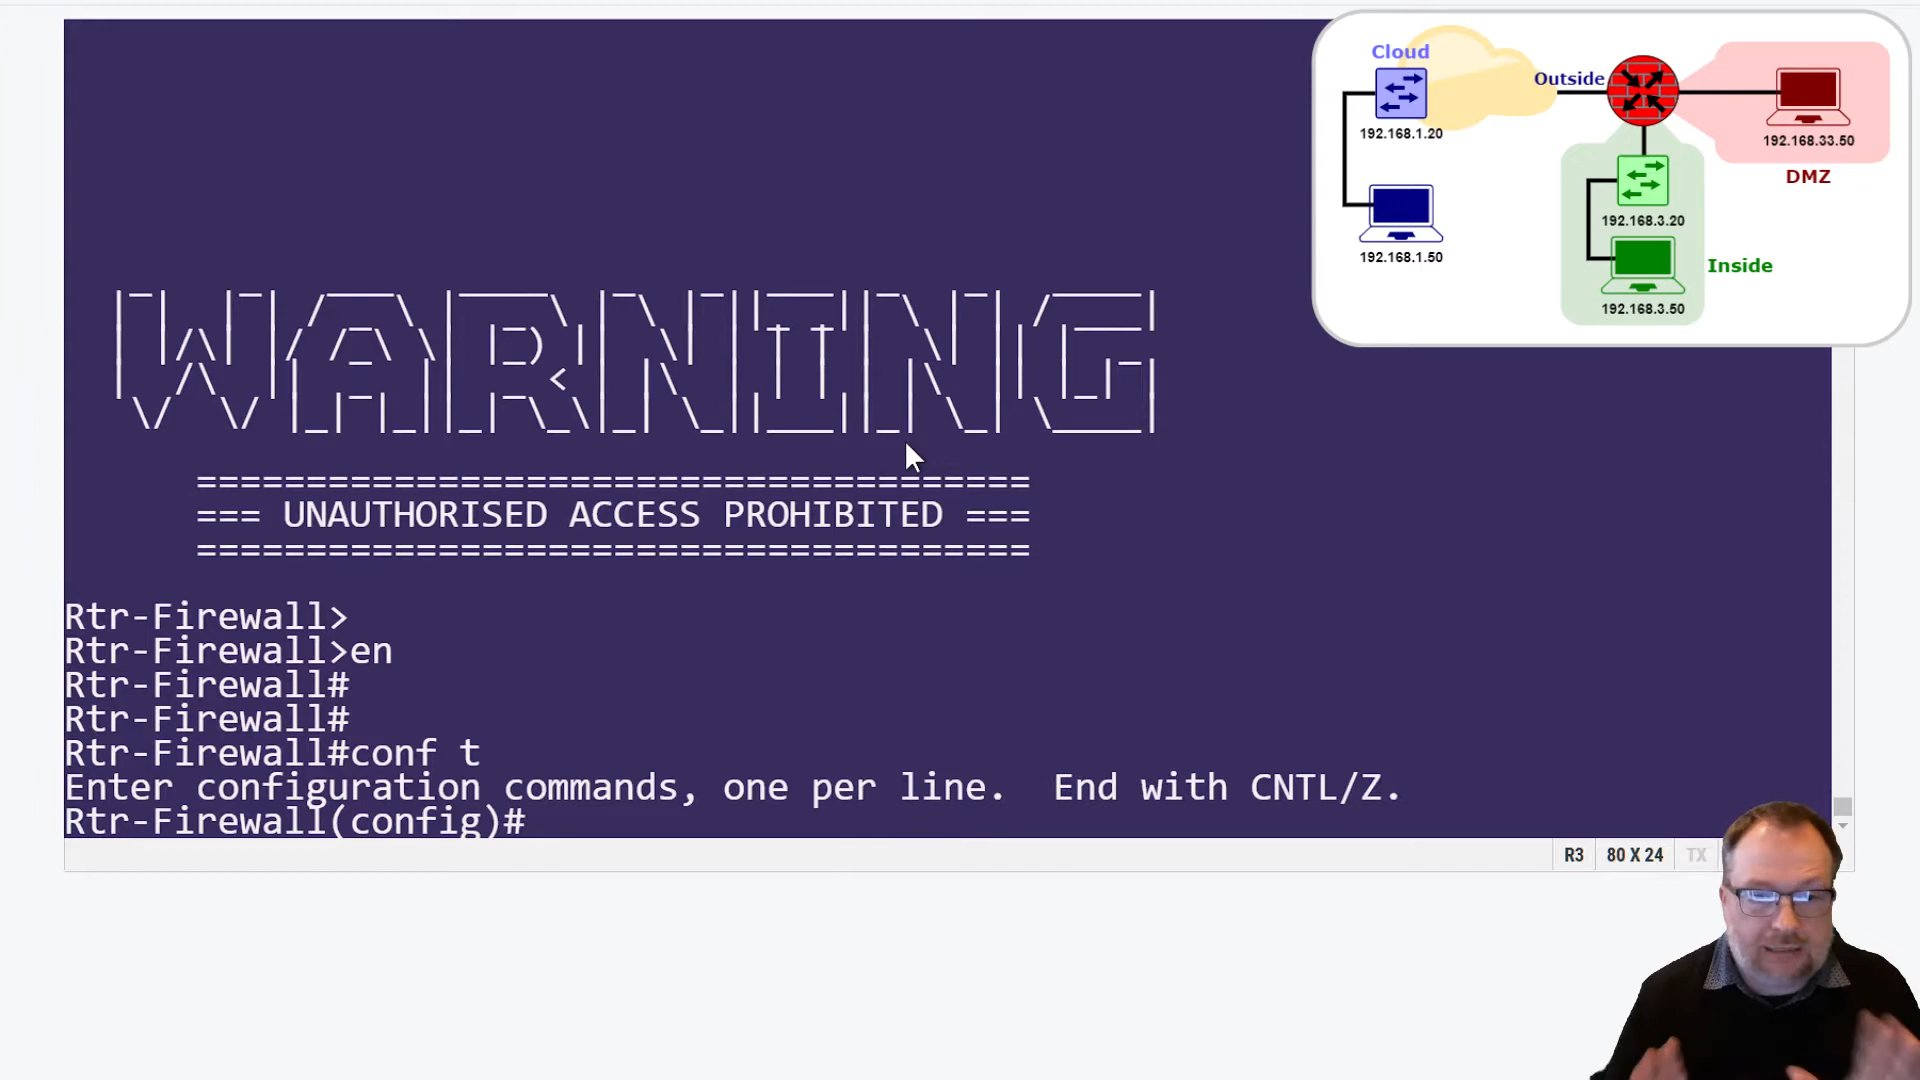 Cloud
192.168.1.20
192.168.1.50
Outside
192.168.33.50
DMZ
192.168.3.20
Inside
192.168.3.50
WARNING
======================================
=== UNAUTHORISED ACCESS PROHIBITED ===
======================================
Rtr-Firewall>
Rtr-Firewall>en
Rtr-Firewall#
Rtr-Firewall#
Rtr-Firewall#conf t
Enter configuration commands, one per line.  End with CNTL/Z.
Rtr-Firewall(config)#
R3
80 X 24
TX